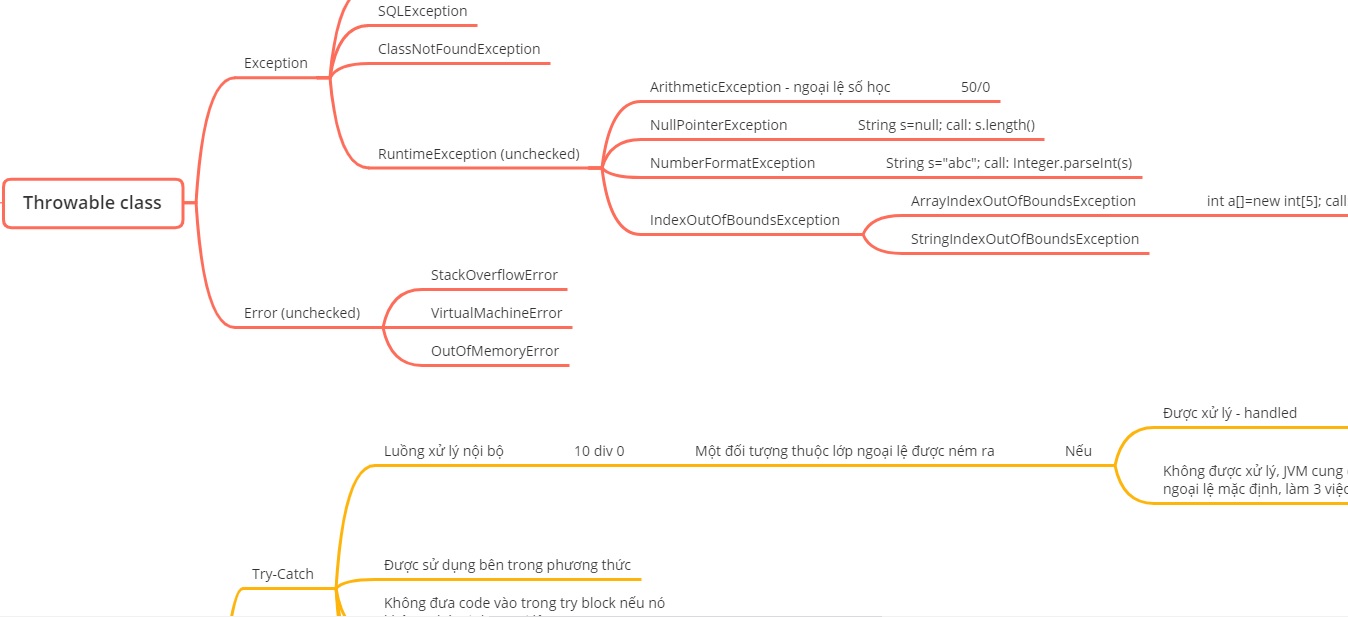 SQLException
ClassNotFoundException
Exception
ArithmeticException - ngoại lệ số học 50/0
NullPointerException String s=null; call: s.length()
RuntimeException (unchecked)
NumberFormatException String s="abc"; call: Integer.parseInt(s)
Throwable class
ArrayIndexOutOfBoundsException int a[]=new int[5]; call
IndexOutOfBoundsException
StringIndexOutOfBoundsException
StackOverflowError
Error (unchecked)
VirtualMachineError
OutOfMemoryError
Được xử lý - handled
Luồng xử lý nội bộ 10 div 0 Một đối tượng thuộc lớp ngoại lệ được ném ra Nếu
Không được xử lý, JVM cung
ngoại lệ mặc định, làm 3 việc
Được sử dụng bên trong phương thức
Try-Catch
Không đưa code vào trong try block nếu nó